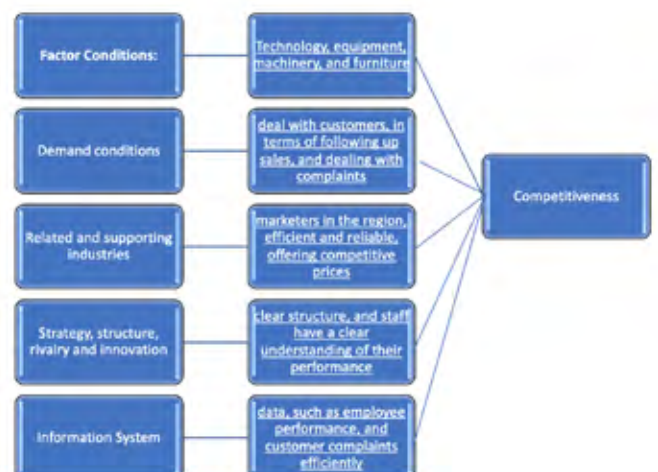 Factor Conditions:
Technology, equipment,
machinery, and furniture
Demand conditions
deal with customers, in
terms of following up
sales, and dealing with
complaints
Competitiveness
Related and supporting
industries
marketers in the region,
efficient and reliable,
offering competitive
prices
Strategy, structure,
rivalry and innovation
clear structure, and staff
have a clear
understanding of their
performance
Information System
data, such as employee
performance, and
customer complaints
efficiently